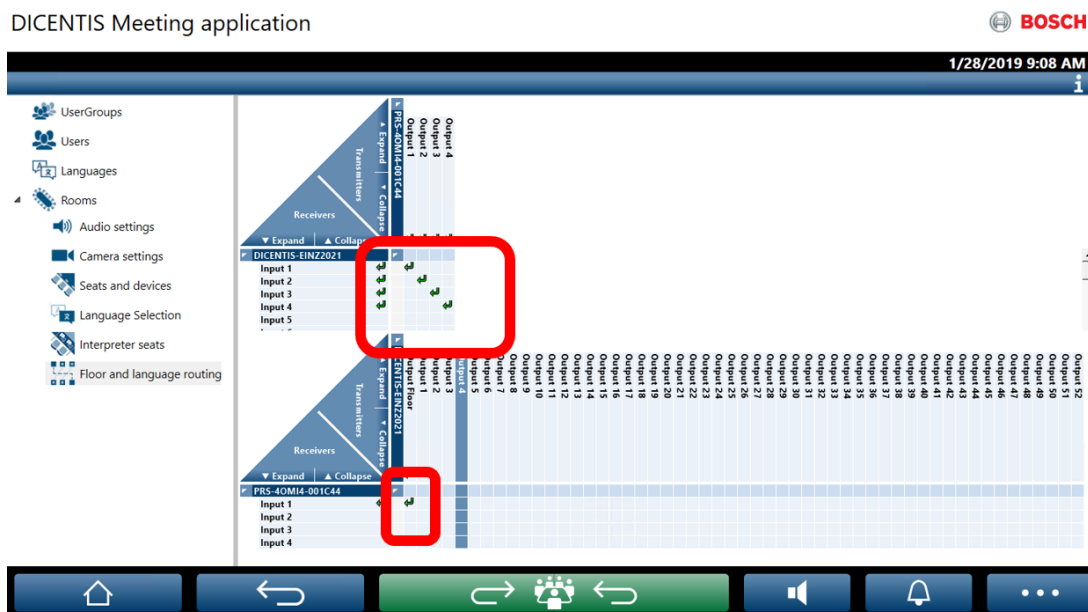 DICENTIS Meeting application
BOSCH
1/28/2019 9:08 AM
UserGroups
Users
Languages
Rooms
Audio settings
Camera settings
Seats and devices
Language Selection
Interpreter seats
Floor and language routing
PRS-4OMI4-001C44
Output 1
Output 2
Output 3
Output 4
Transmitters
Expand
Collapse
Receivers
Expand
Collapse
DICENTIS-EINZ2021
Input 1
Input 2
Input 3
Input 4
Input 5
Output Floor
Output 1
Output 2
Output 3
Output 4
Output 5
Output 6
Output 7
Output 8
Output 9
Output 10
Output 11
Output 12
Output 13
Output 14
Output 15
Output 16
Output 17
Output 18
Output 19
Output 20
Output 21
Output 22
Output 23
Output 24
Output 25
Output 26
Output 27
Output 28
Output 29
Output 30
Output 31
Output 32
Output 33
Output 34
Output 35
Output 36
Output 37
Output 38
Output 39
Output 40
Output 41
Output 42
Output 43
Output 44
Output 45
Output 46
Output 47
Output 48
Output 49
Output 50
Output 51
Output 52
Transmitters
Expand
Collapse
Receivers
Expand
Collapse
PRS-4OMI4-001C44
Input 1
Input 2
Input 3
Input 4